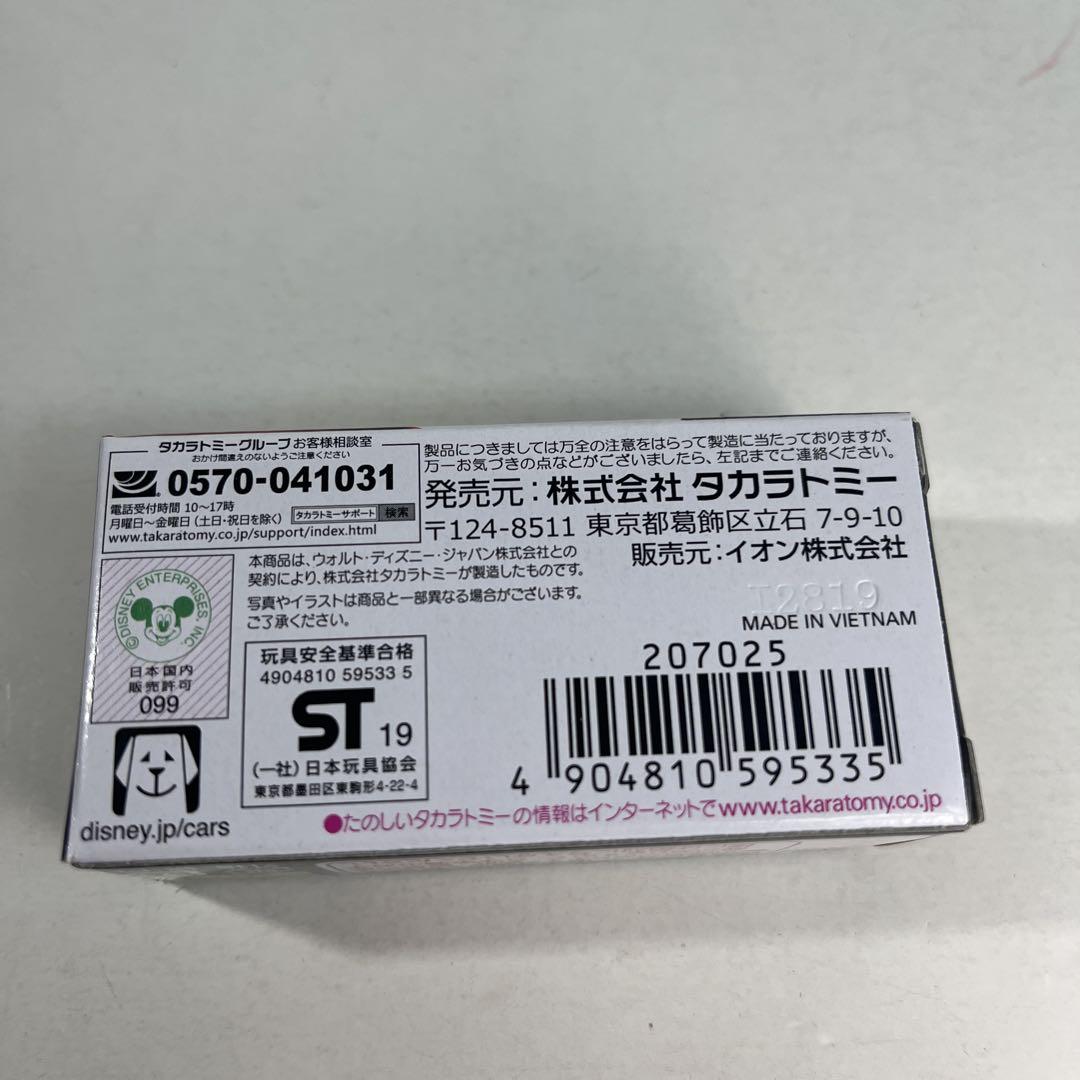 タカラトミーグループ お客様相談室
おかけ間違えのないようご注意ください
0570-041031
電話受付時間 10〜17時
月曜日〜金曜日 (土日・祝日を除く) タカラトミーサポート 検索
www.takaratomy.co.jp/support/index.html
製品につきましては万全の注意をはらって製造に当たっておりますが、
万一お気づきの点などがございましたら、左記までご連絡ください。
発売元：株式会社 タカラトミー
〒124-8511 東京都葛飾区立石 7-9-10
販売元：イオン株式会社
本商品は、ウォルト・ディズニー・ジャパン株式会社との
契約により、株式会社タカラトミーが製造したものです。
写真やイラストは商品と一部異なる場合がございます。
ご了承ください。
I2819
MADE IN VIETNAM
©DISNEY ENTERPRISES, INC.
日本国内
販売許可
099
玩具安全基準合格
4904810 59533 5
ST 19
(一社) 日本玩具協会
東京都墨田区東駒形4-22-4
207025
4 904810 595335
disney.jp/cars
●たのしいタカラトミーの情報はインターネットでwww.takaratomy.co.jp